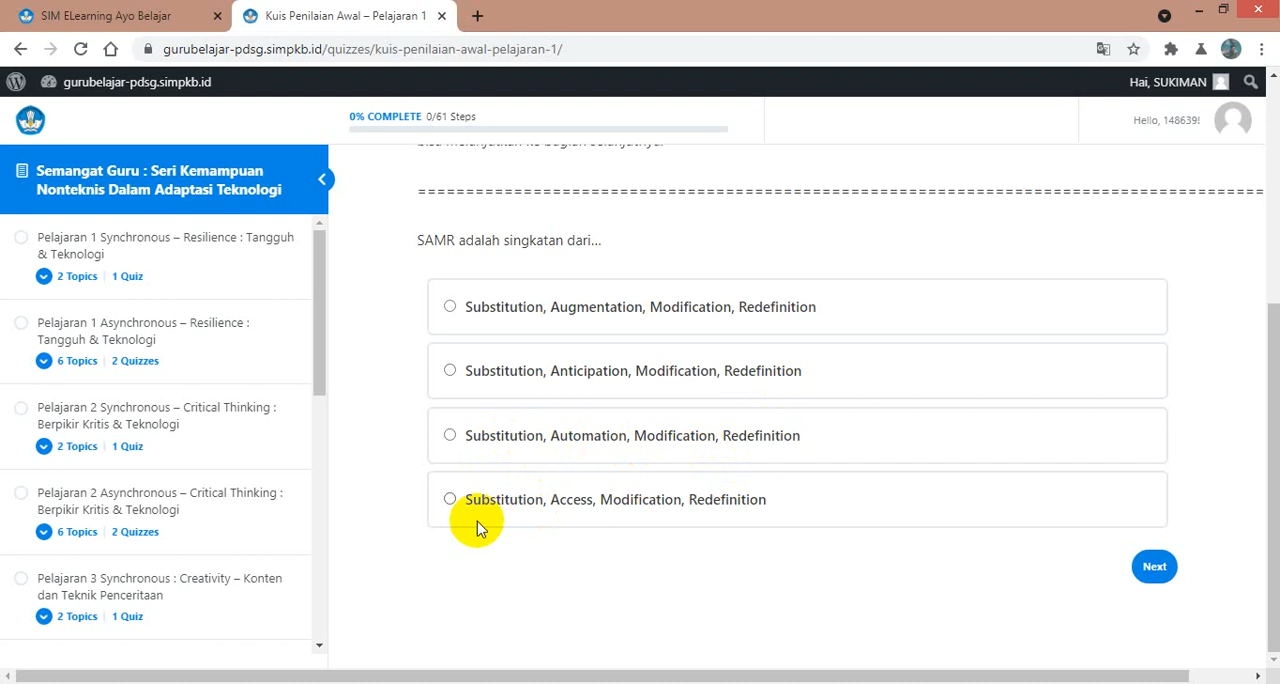 SIM ELearning Ayo Belajar
Kuis Penilaian Awal – Pelajaran 1
gurubelajar-pdsg.simpkb.id/quizzes/kuis-penilaian-awal-pelajaran-1/
gurubelajar-pdsg.simpkb.id
Hai, SUKIMAN
0% COMPLETE 0/61 Steps
Hello, 148639!
Semangat Guru : Seri Kemampuan
Nonteknis Dalam Adaptasi Teknologi
Pelajaran 1 Synchronous – Resilience : Tangguh
& Teknologi
2 Topics | 1 Quiz
Pelajaran 1 Asynchronous – Resilience :
Tangguh & Teknologi
6 Topics | 2 Quizzes
Pelajaran 2 Synchronous – Critical Thinking :
Berpikir Kritis & Teknologi
2 Topics | 1 Quiz
Pelajaran 2 Asynchronous – Critical Thinking :
Berpikir Kritis & Teknologi
6 Topics | 2 Quizzes
Pelajaran 3 Synchronous : Creativity – Konten
dan Teknik Penceritaan
2 Topics | 1 Quiz
bisa melanjutkan ke bagian selanjutnya.
=======================================================================================
SAMR adalah singkatan dari...
Substitution, Augmentation, Modification, Redefinition
Substitution, Anticipation, Modification, Redefinition
Substitution, Automation, Modification, Redefinition
Substitution, Access, Modification, Redefinition
Next